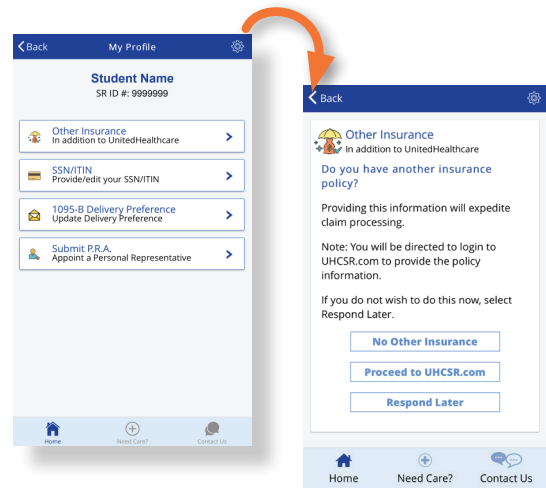 Back My Profile
Student Name
SR ID #: 9999999
Other Insurance
In addition to UnitedHealthcare
SSN/ITIN
Provide/edit your SSN/ITIN
1095-B Delivery Preference
Update Delivery Preference
Submit P.R.A.
Appoint a Personal Representative
Home Need Care? Contact Us
Back
Other Insurance
In addition to UnitedHealthcare
Do you have another insurance
policy?
Providing this information will expedite
claim processing.
Note: You will be directed to login to
UHCSR.com to provide the policy
information.
If you do not wish to do this now, select
Respond Later.
No Other Insurance
Proceed to UHCSR.com
Respond Later
Home Need Care? Contact Us